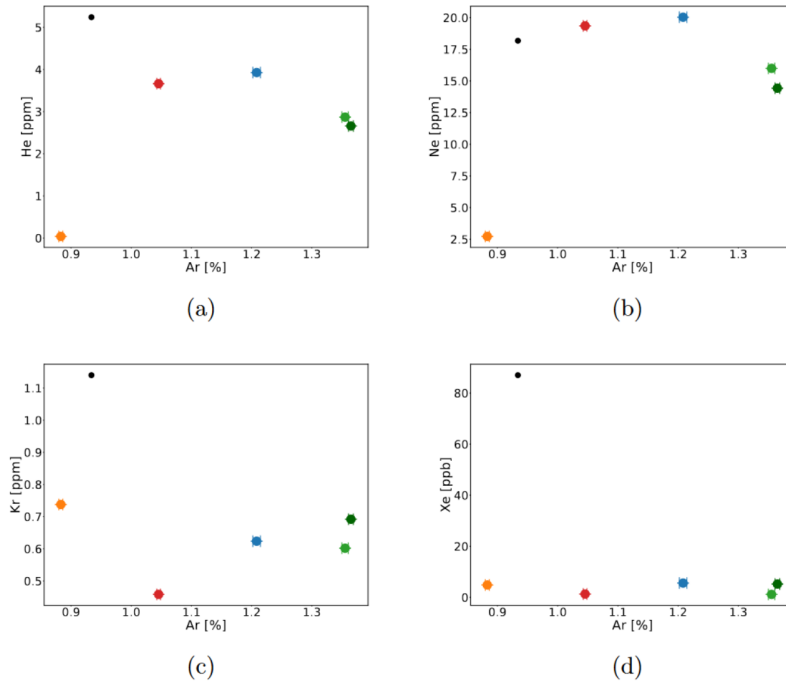 5
4
3
2
1
0
He [ppm]
0.9 1.0 1.1 1.2 1.3
Ar [%]
(a)
20.0
17.5
15.0
12.5
10.0
7.5
5.0
2.5
Ne [ppm]
0.9 1.0 1.1 1.2 1.3
Ar [%]
(b)
1.1
1.0
0.9
0.8
0.7
0.6
0.5
Kr [ppm]
0.9 1.0 1.1 1.2 1.3
Ar [%]
(c)
80
60
40
20
0
Xe [ppb]
0.9 1.0 1.1 1.2 1.3
Ar [%]
(d)